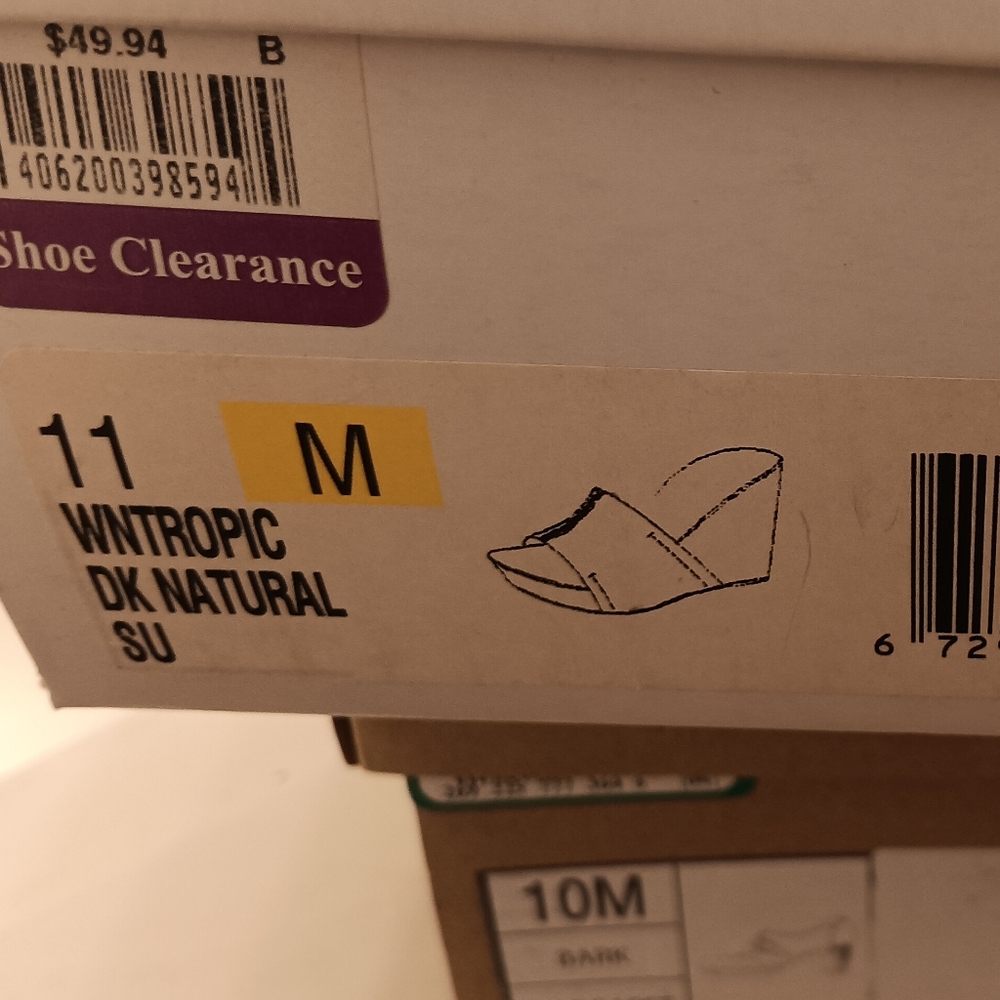 $49.94 B
406200398594
Shoe Clearance
11 M
WNTROPIC
DK NATURAL
SU
6 72
10M
DARK